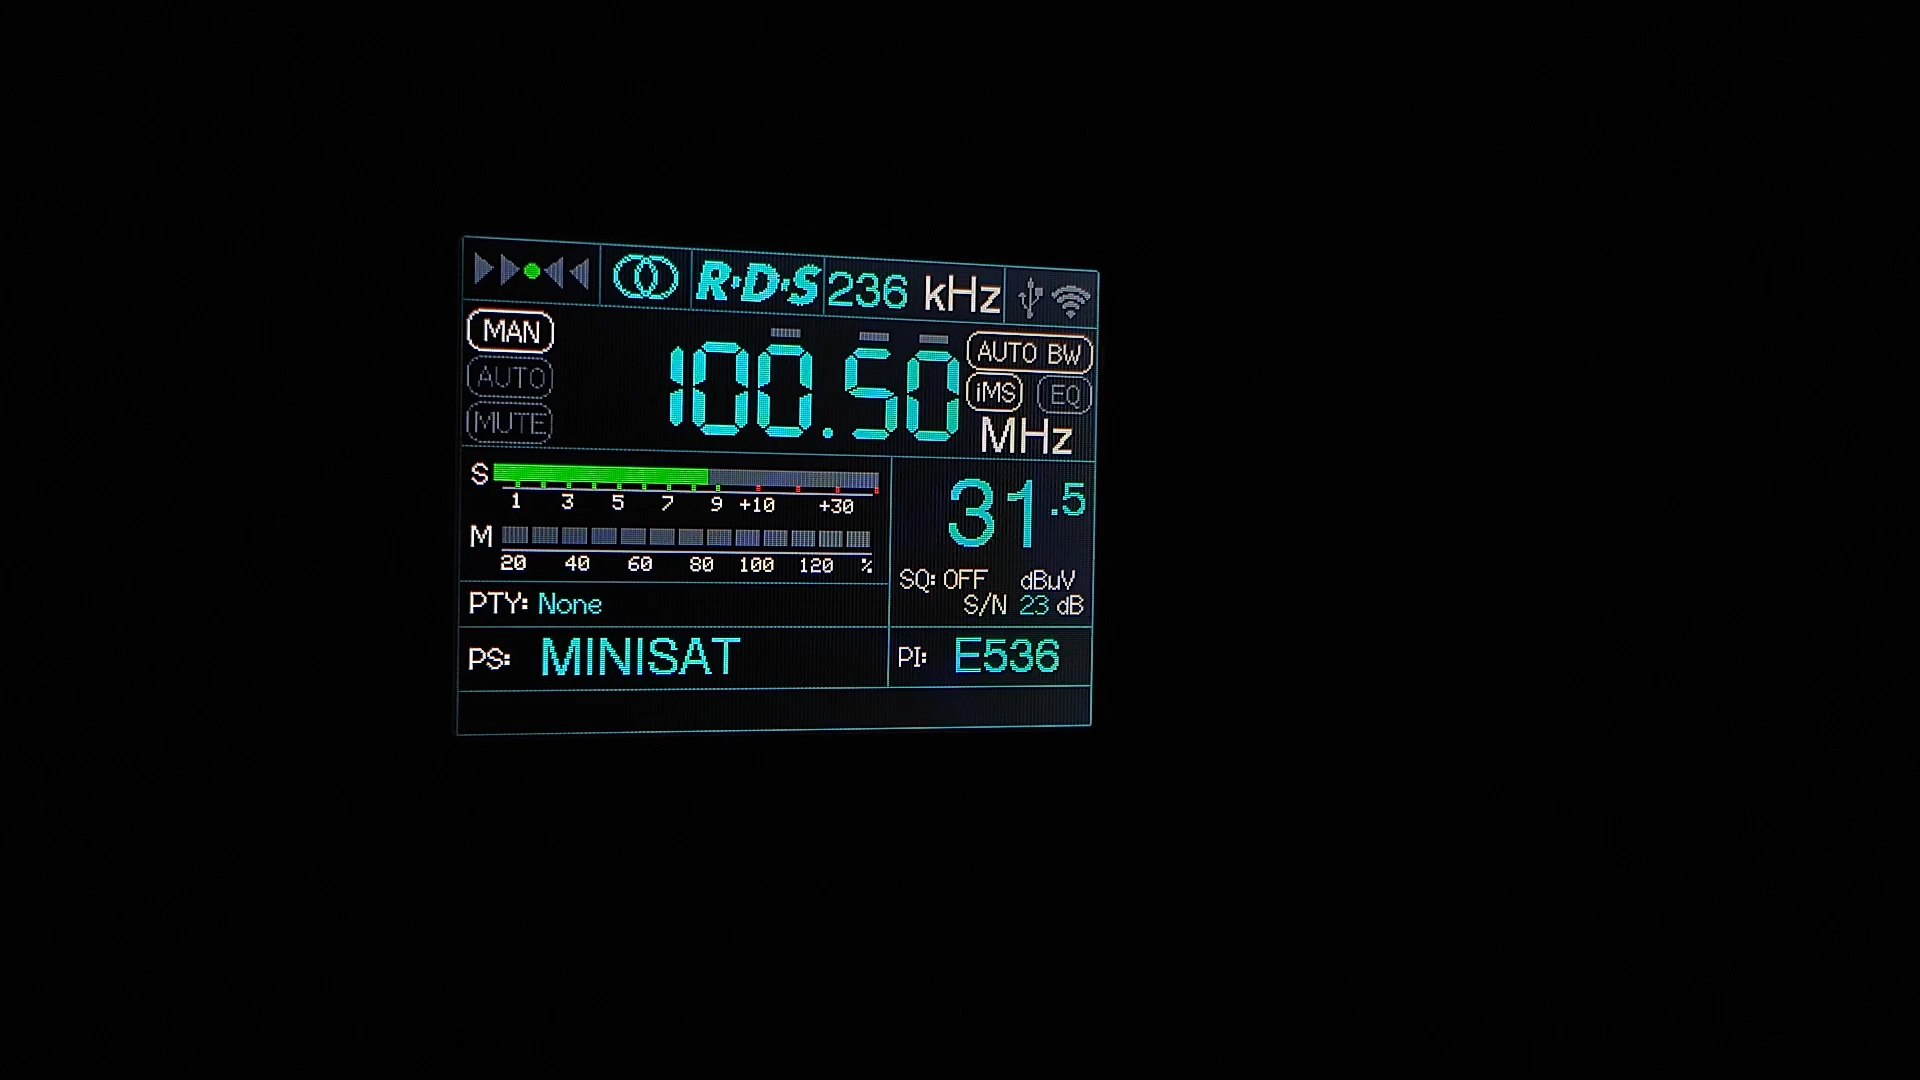 R·D·S 236 kHz
MAN
AUTO
MUTE
100.50
AUTO BW
iMS EQ
MHz
S
1 3 5 7 9 +10 +30
M
20 40 60 80 100 120 %
31.5
SQ: OFF dBuV
S/N 23 dB
PTY: None
PS: MINISAT
PI: E536